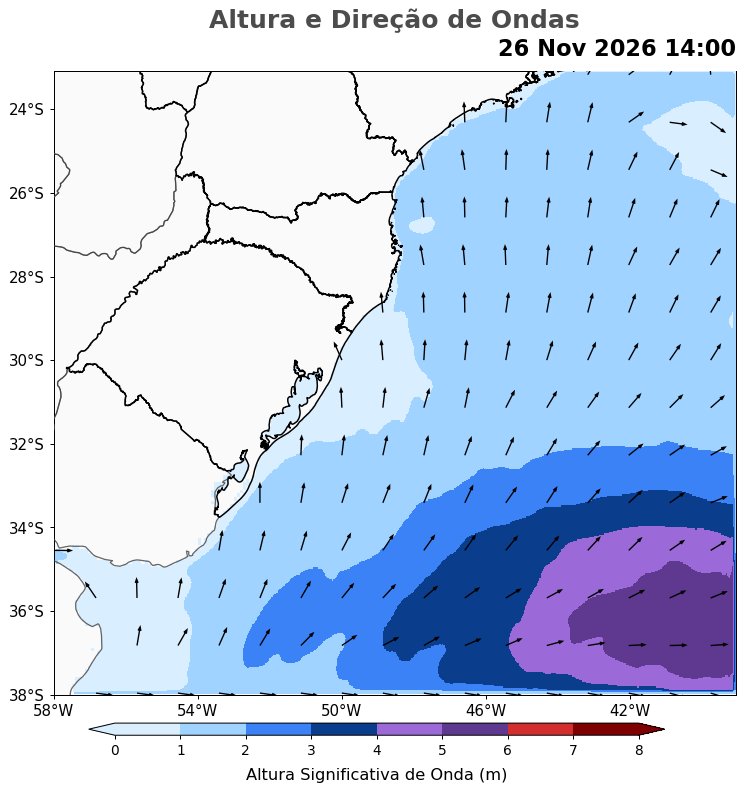 Altura e Direção de Ondas
26 Nov 2026 14:00
24°S
26°S
28°S
30°S
32°S
34°S
36°S
38°S
58°W 54°W 50°W 46°W 42°W
0 1 2 3 4 5 6 7 8
Altura Significativa de Onda (m)